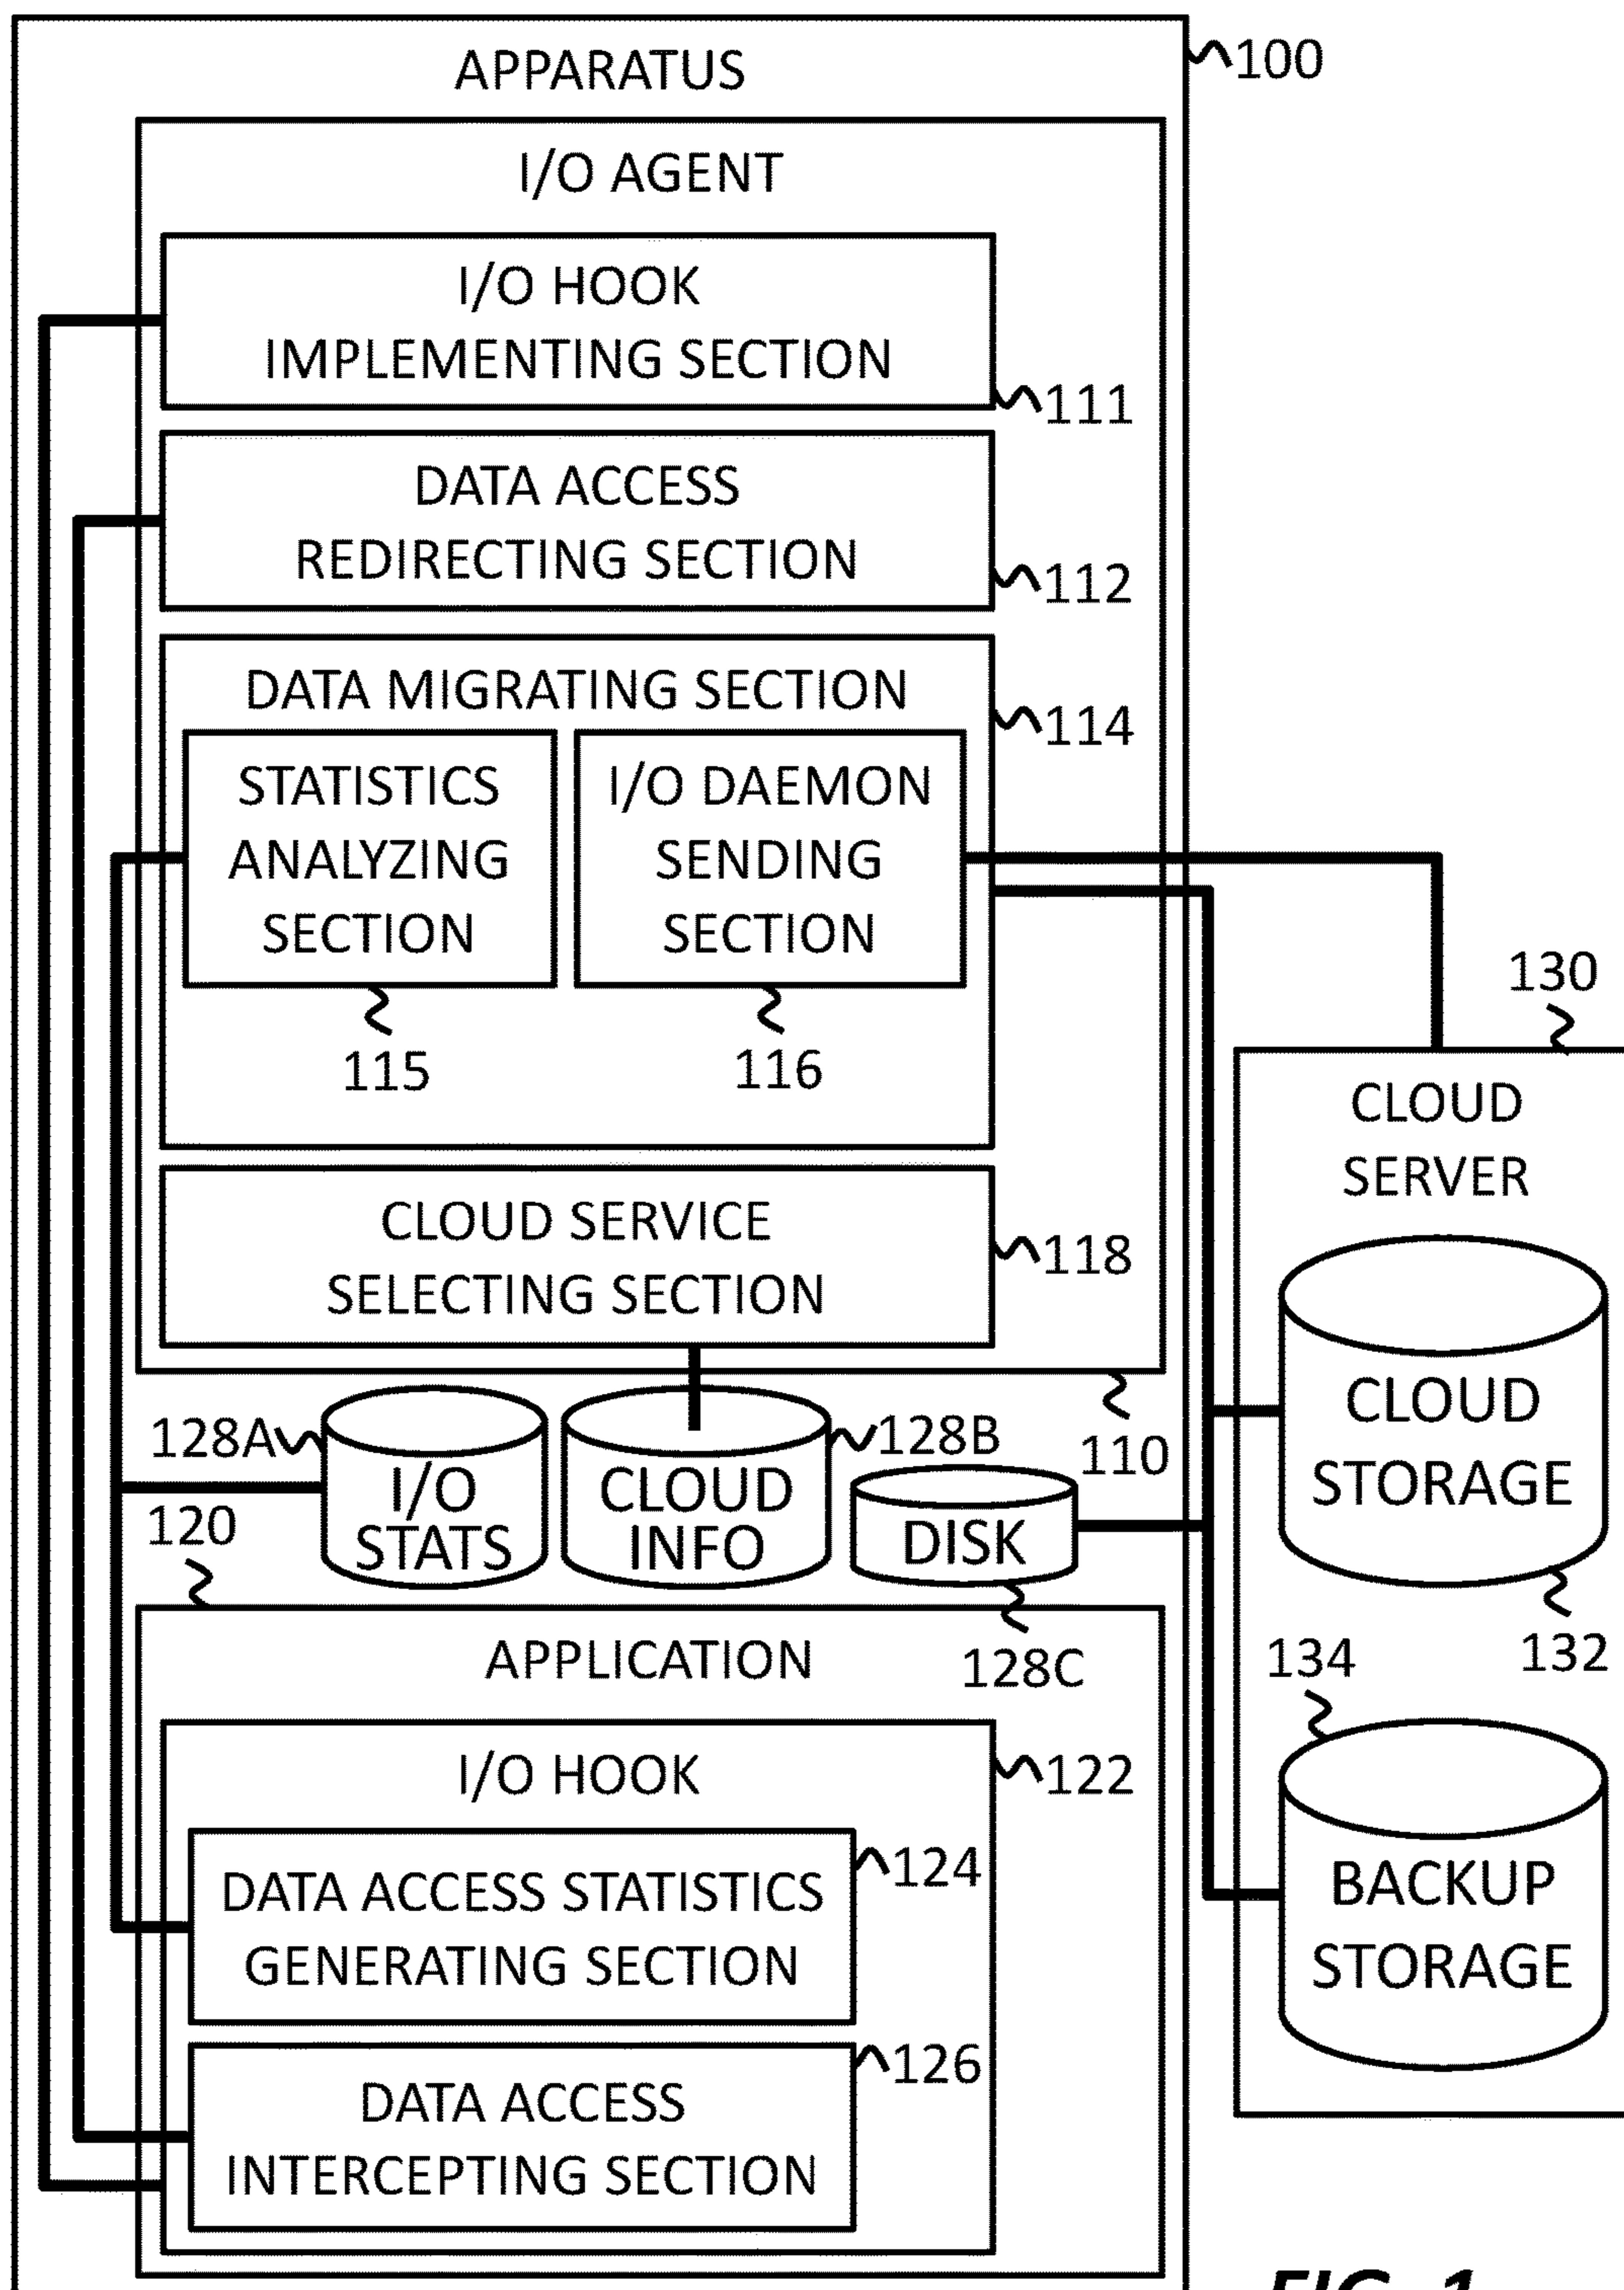 APPARATUS
100
I/O AGENT
I/O HOOK
IMPLEMENTING SECTION
111
DATA ACCESS
REDIRECTING SECTION
112
DATA MIGRATING SECTION
114
STATISTICS
ANALYZING
SECTION
115
I/O DAEMON
SENDING
SECTION
116
CLOUD SERVICE
SELECTING SECTION
118
110
128A
I/O
STATS
CLOUD
INFO
128B
DISK
128C
120
APPLICATION
I/O HOOK
122
DATA ACCESS STATISTICS
GENERATING SECTION
124
DATA ACCESS
INTERCEPTING SECTION
126
130
CLOUD
SERVER
CLOUD
STORAGE
132
134
BACKUP
STORAGE
FIG. 1